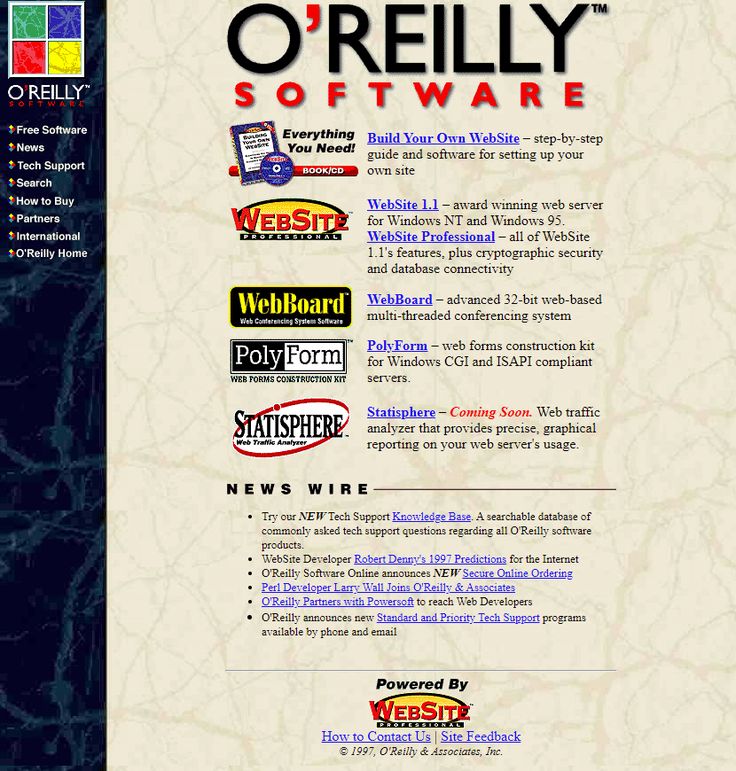 O'REILLY™
SOFTWARE
O'REILLY™
SOFTWARE
Free Software
News
Tech Support
Search
How to Buy
Partners
International
O'Reilly Home
BUILDING YOUR OWN WEBSITE
Everything
You Need!
BOOK/CD
Build Your Own WebSite – step-by-step
guide and software for setting up your
own site
WEBSITE™
PROFESSIONAL
WebSite 1.1 – award winning web server
for Windows NT and Windows 95.
WebSite Professional – all of WebSite
1.1's features, plus cryptographic security
and database connectivity
WebBoard™
Web Conferencing System Software
WebBoard – advanced 32-bit web-based
multi-threaded conferencing system
PolyForm™
WEB FORMS CONSTRUCTION KIT
PolyForm – web forms construction kit
for Windows CGI and ISAPI compliant
servers.
STATISPHERE™
Web Traffic Analyzer
Statisphere – Coming Soon. Web traffic
analyzer that provides precise, graphical
reporting on your web server's usage.
NEWS WIRE
• Try our NEW Tech Support Knowledge Base. A searchable database of
commonly asked tech support questions regarding all O'Reilly software
products.
• WebSite Developer Robert Denny's 1997 Predictions for the Internet
• O'Reilly Software Online announces NEW Secure Online Ordering
• Perl Developer Larry Wall Joins O'Reilly & Associates
• O'Reilly Partners with Powersoft to reach Web Developers
• O'Reilly announces new Standard and Priority Tech Support programs
available by phone and email
Powered By
WEBSITE™
PROFESSIONAL
How to Contact Us | Site Feedback
© 1997, O'Reilly & Associates, Inc.